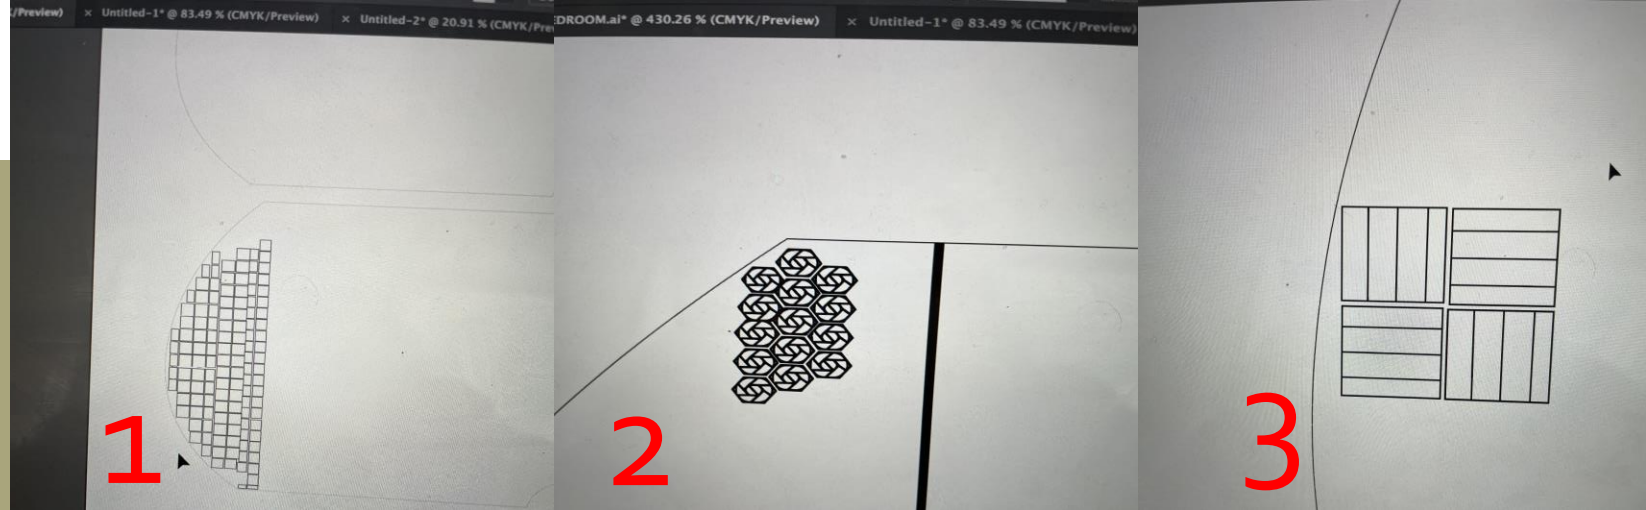 /Preview) × Untitled-1* @ 83.49 % (CMYK/Preview) × Untitled-2* @ 20.91 % (CMYK/Pre
EDROOM.ai* @ 430.26 % (CMYK/Preview) × Untitled-1* @ 83.49 % (CMYK/Preview)
1
2
3